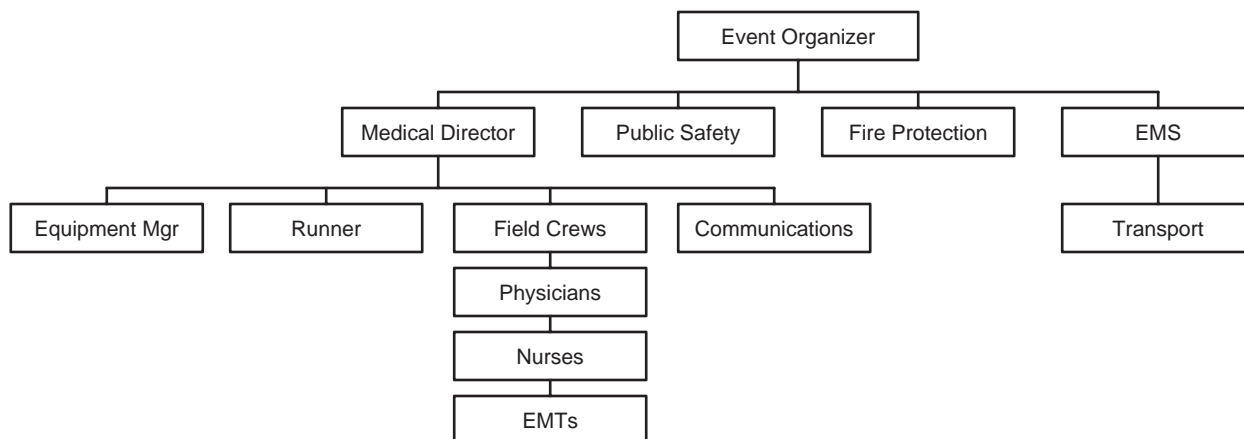 Event Organizer
Medical Director
Public Safety
Fire Protection
EMS
Equipment Mgr
Runner
Field Crews
Communications
Transport
Physicians
Nurses
EMTs